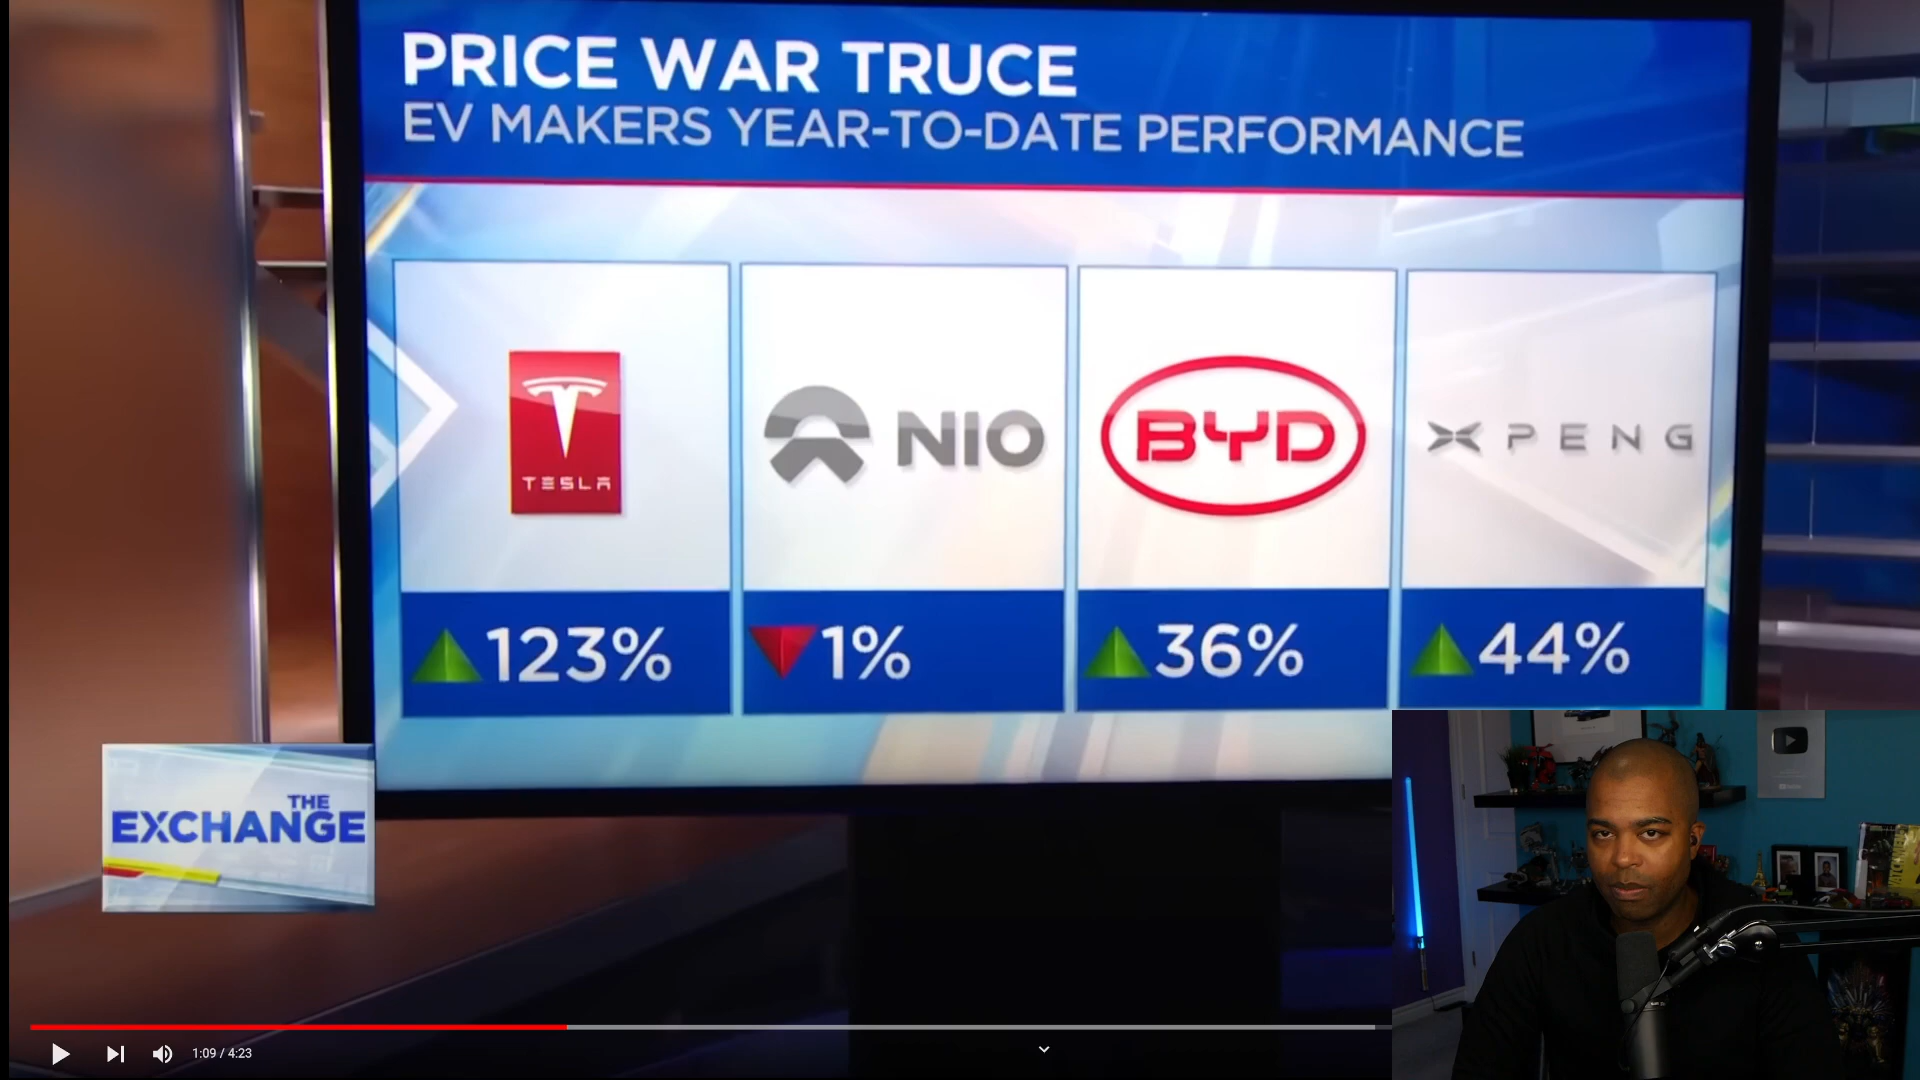 PRICE WAR TRUCE
EV MAKERS YEAR-TO-DATE PERFORMANCE
TESLA
NIO
BYD
XPENG
123%
1%
36%
44%
THE
EXCHANGE
1:09 / 4:23